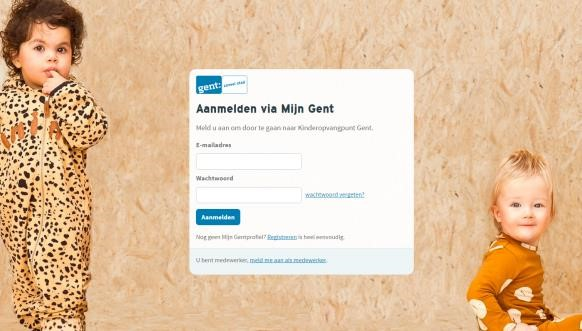 gent:
Aanmelden via Mijn Gent
Meld u aan om door te gaan naar Kinderopvangpunt Gent.
E-mailadres
Wachtwoord
wachtwoord vergeten?
Aanmelden
Nog geen Mijn Gentprofiel? Registreren is heel eenvoudig.
U bent medewerker, meld me aan als medewerker.